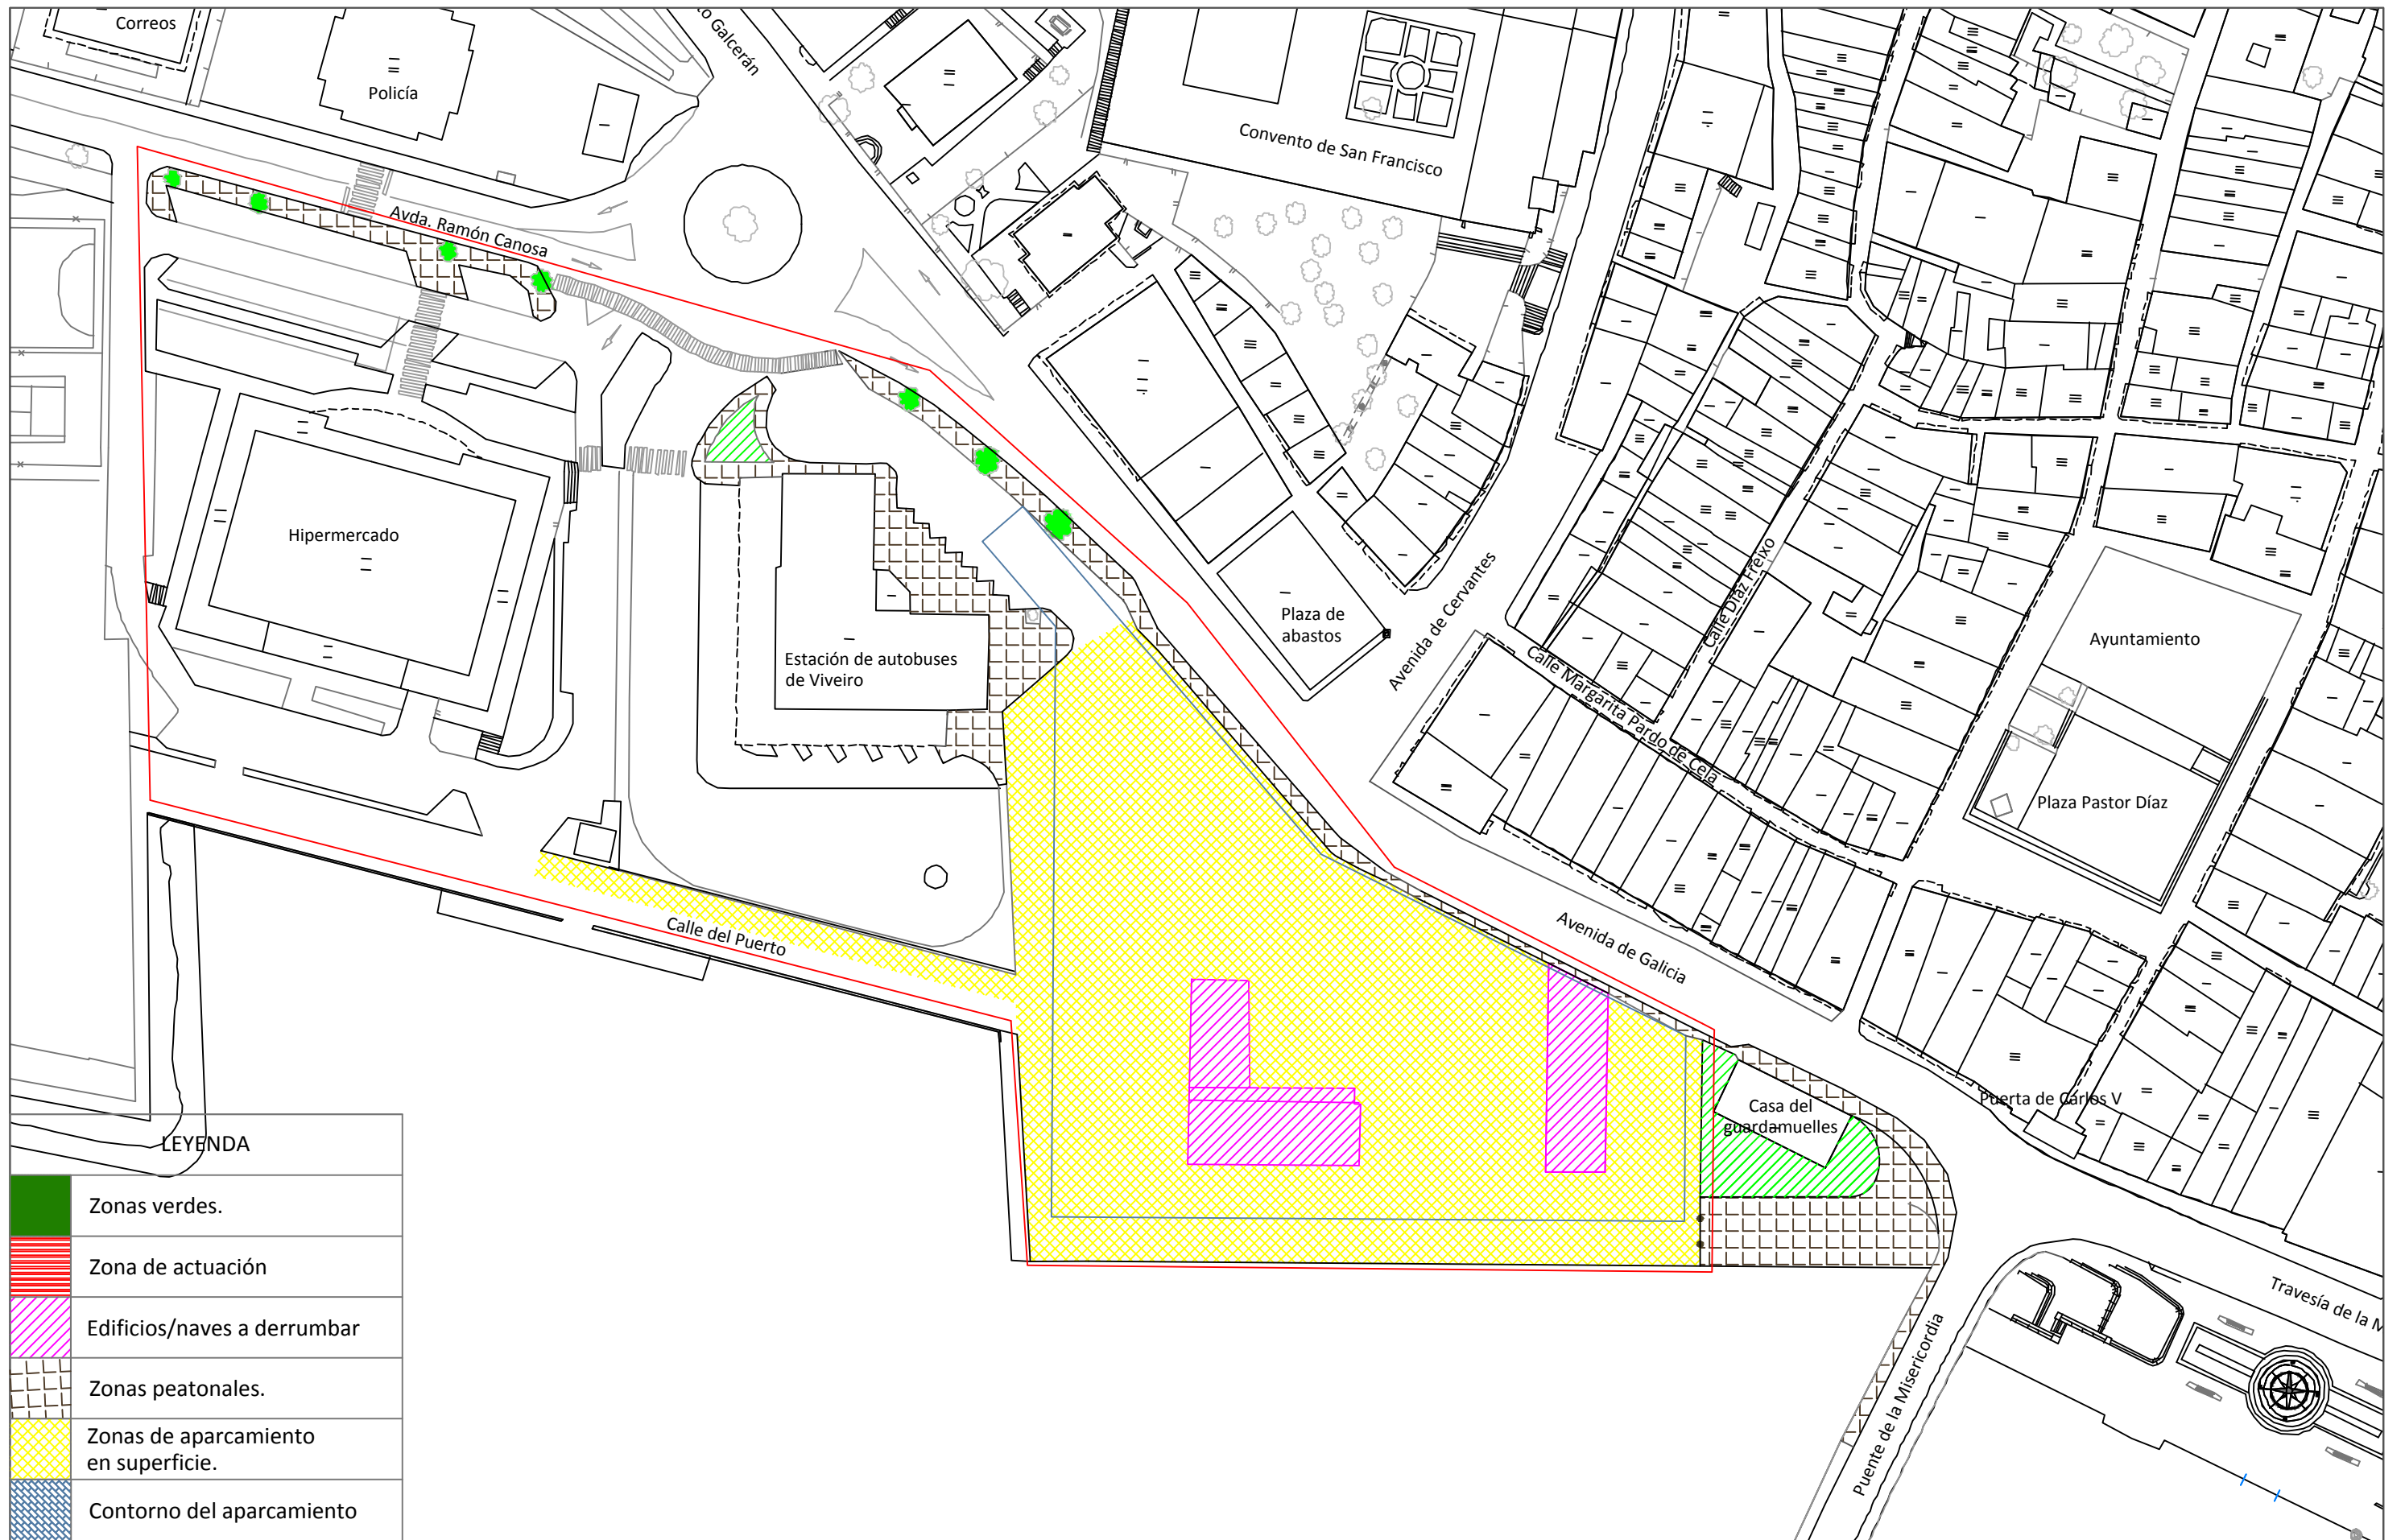 Correos
Policía
o Galcerán
Convento de San Francisco
Avda. Ramón Canosa
Hipermercado
Estación de autobuses
de Viveiro
Plaza de
abastos
Avenida de Cervantes
Calle Díaz Freixo
Calle Margarita Pardo de Cela
Ayuntamiento
Plaza Pastor Díaz
Avenida de Galicia
Calle del Puerto
Casa del
guardamuelles
Puerta de Carlos V
Travesía de la M
Puente de la Misericordia
LEYENDA
Zonas verdes.
Zona de actuación
Edificios/naves a derrumbar
Zonas peatonales.
Zonas de aparcamiento
en superficie.
Contorno del aparcamiento